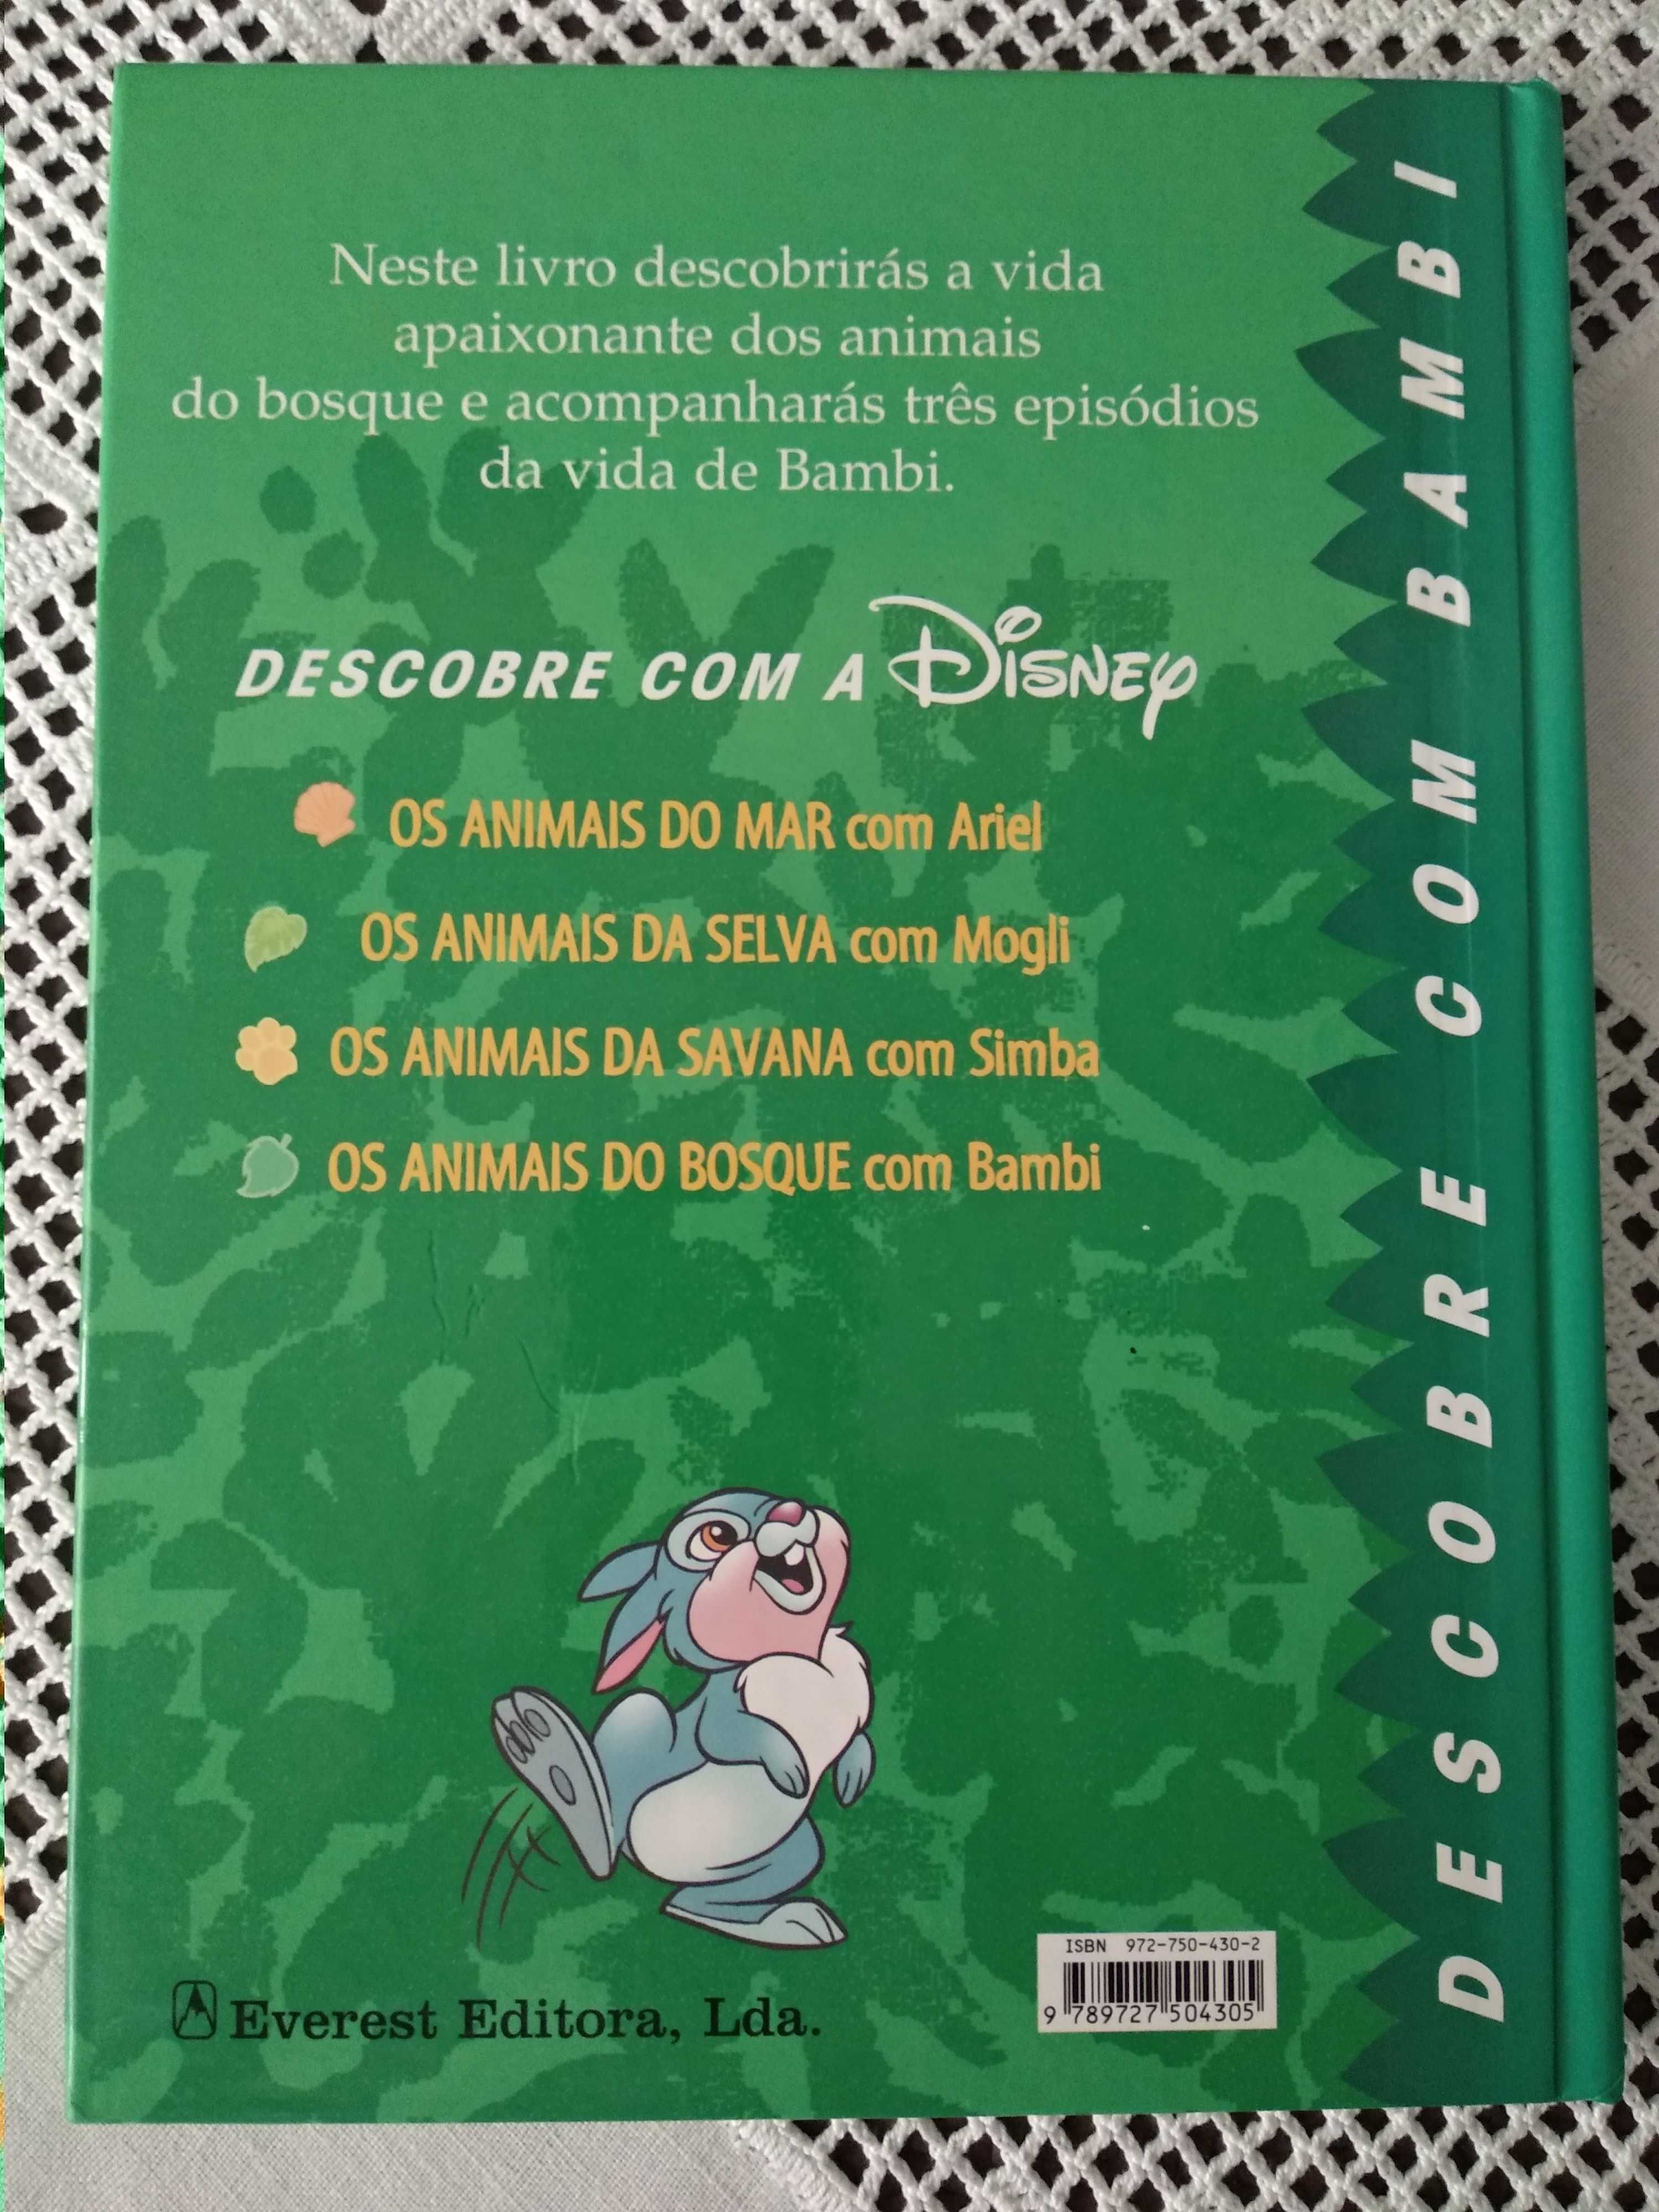 Neste livro descobrirás a vida
apaixonante dos animais
do bosque e acompanharás três episódios
da vida de Bambi.
DESCOBRE COM A DISNEY
OS ANIMAIS DO MAR com Ariel
OS ANIMAIS DA SELVA com Mogli
OS ANIMAIS DA SAVANA com Simba
OS ANIMAIS DO BOSQUE com Bambi
Everest Editora, Lda.
ISBN 972-750-430-2
9 789727 504305
DESCOBRE COM BAMBI